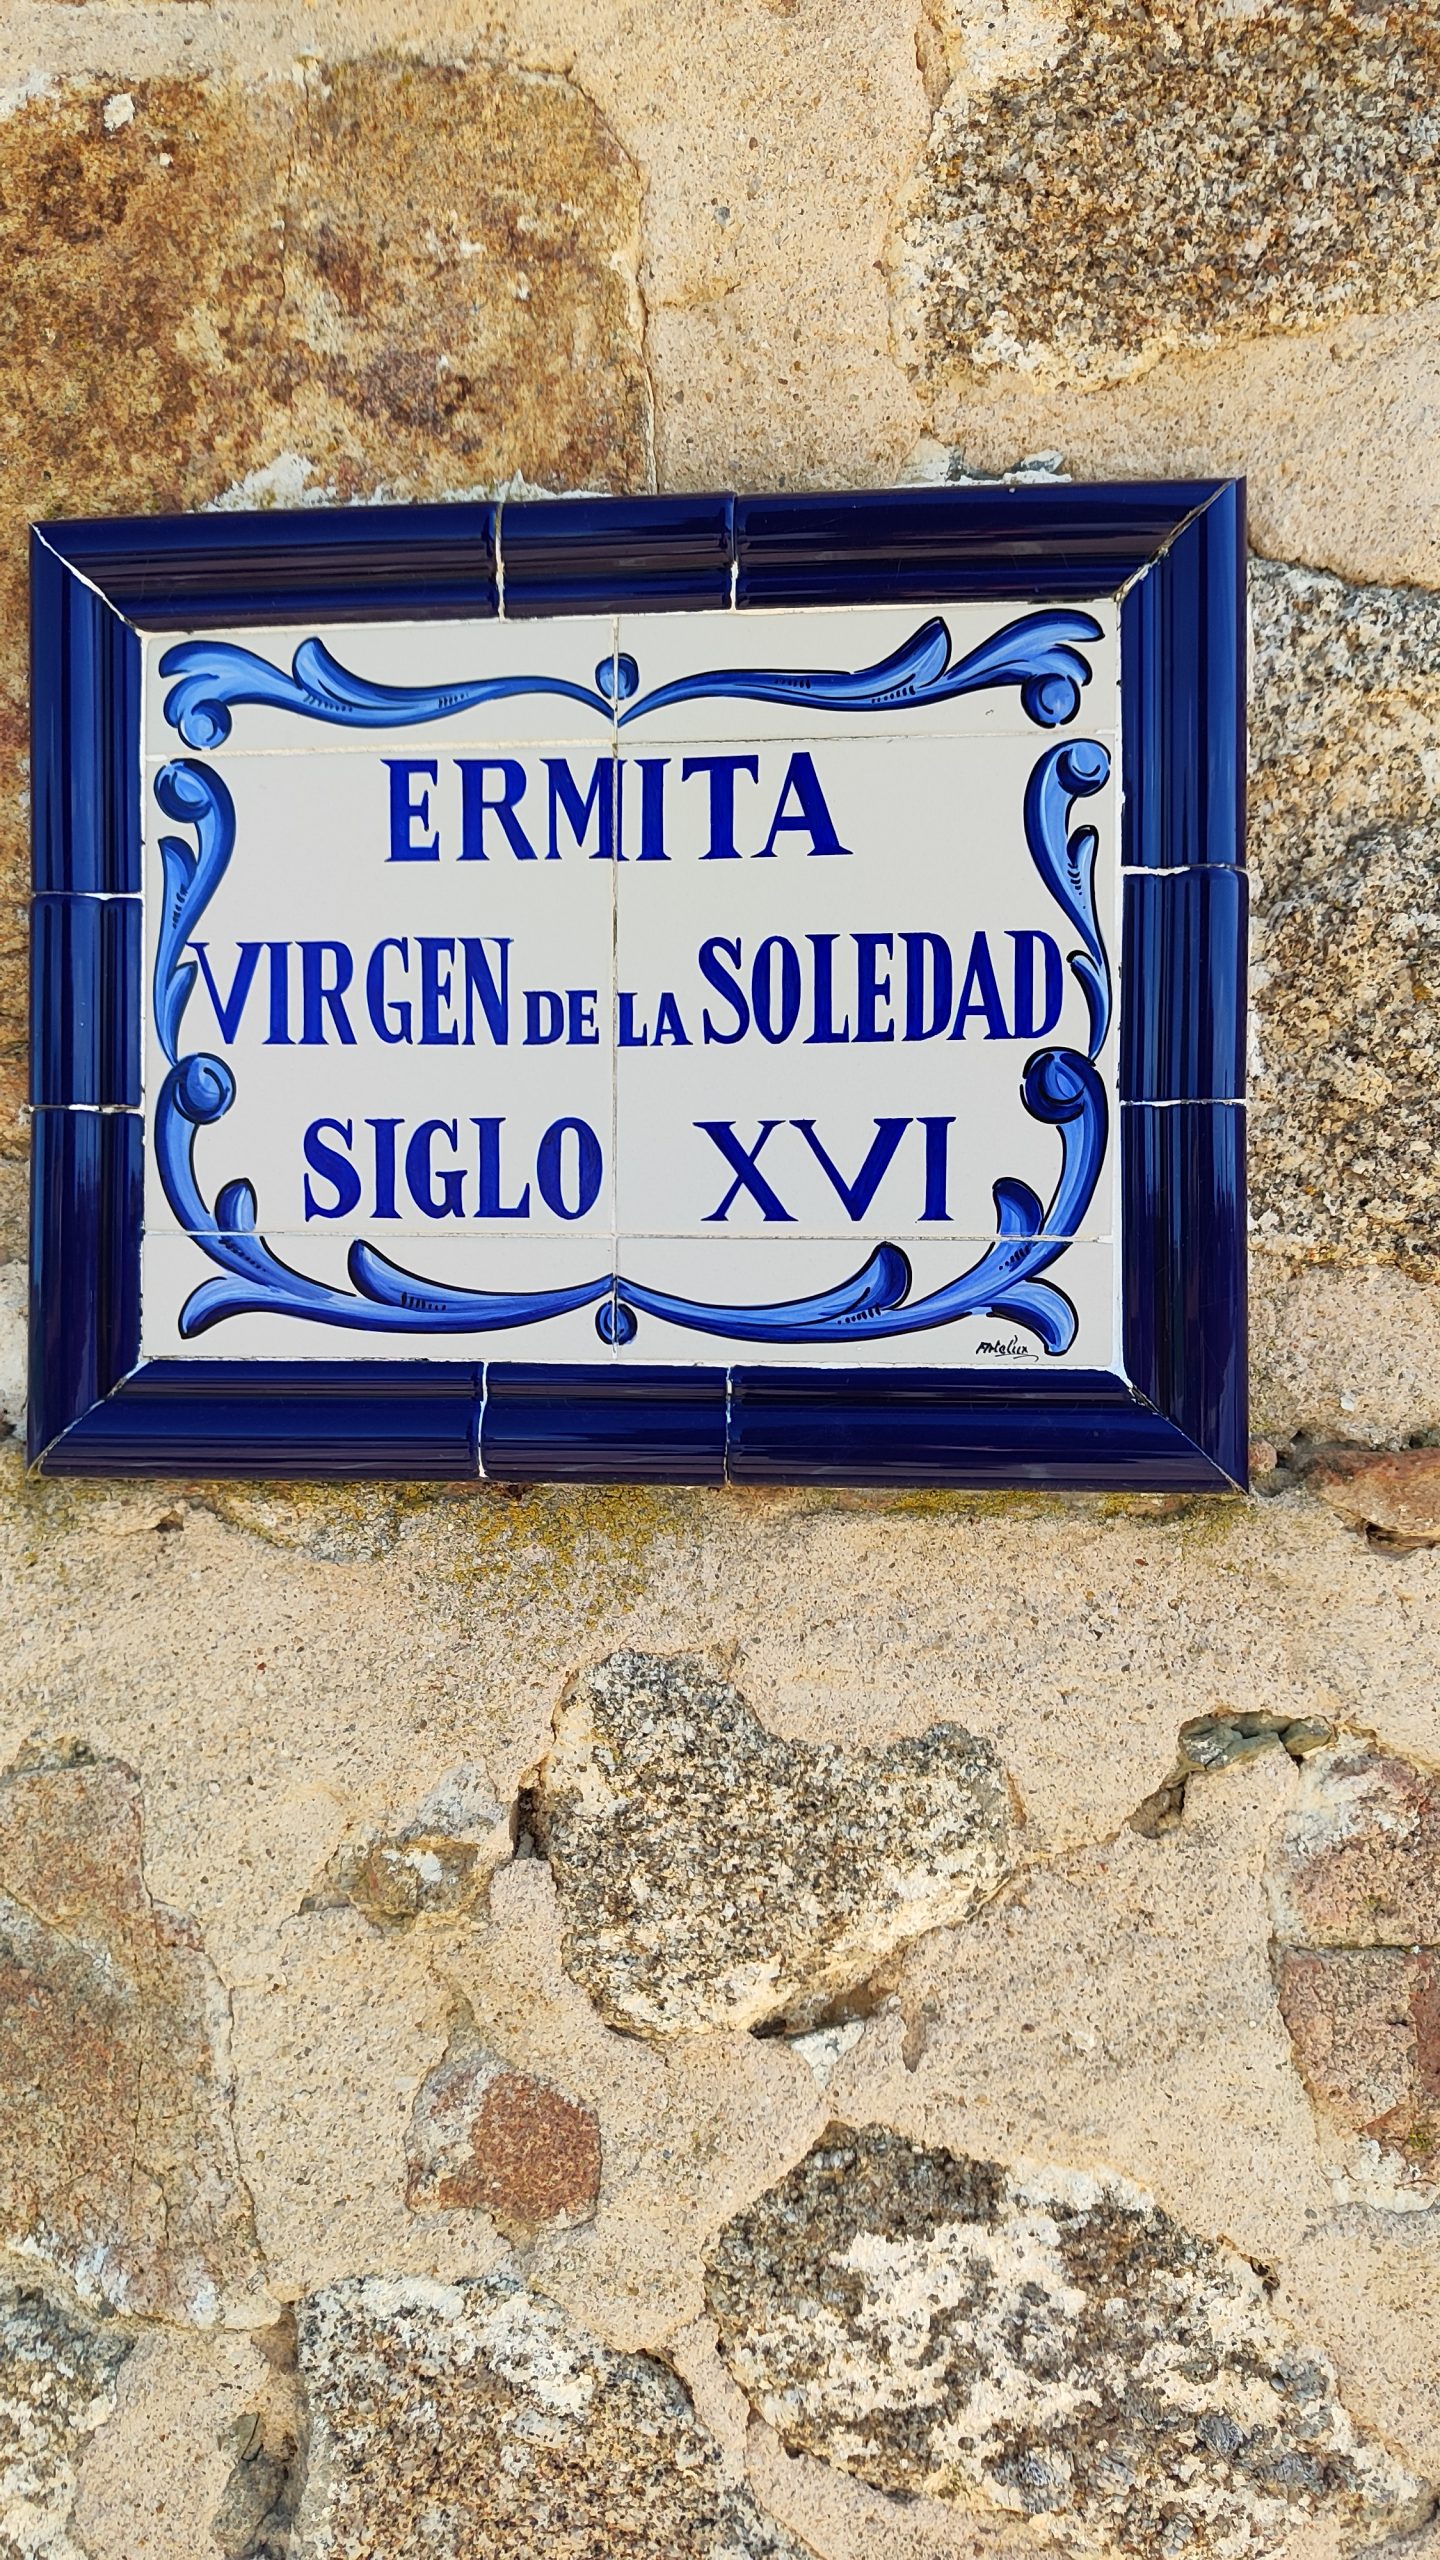 ERMITA
VIRGEN DE LA SOLEDAD
SIGLO XVI